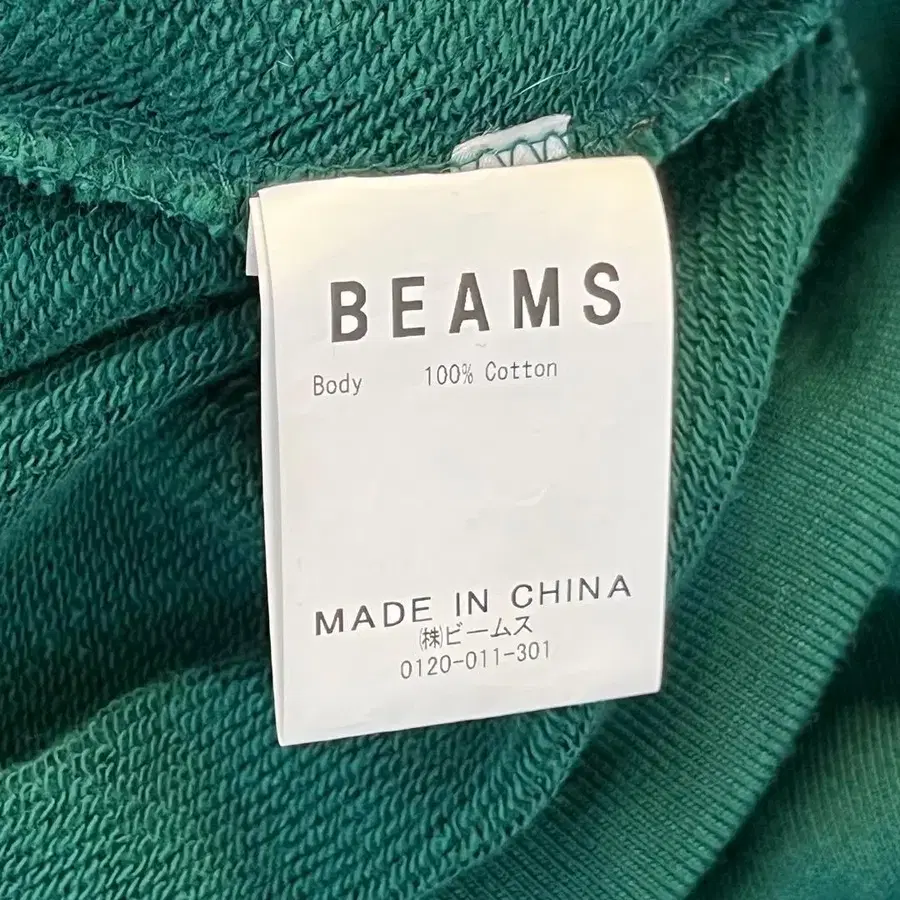 BEAMS
Body 100% Cotton
MADE IN CHINA
㈱ビームス
0120-011-301